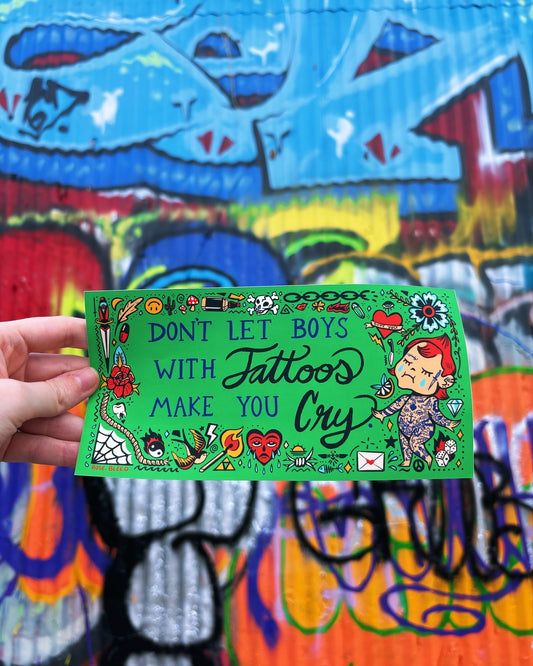 DON'T LET BOYS
WITH Tattoos
MAKE YOU Cry.